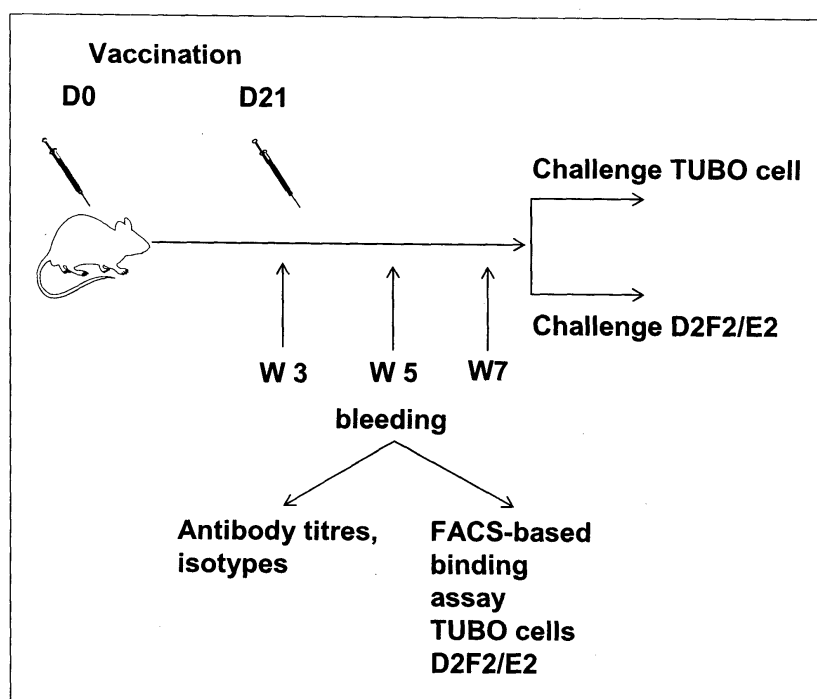 Vaccination
D0 D21
Challenge TUBO cell
Challenge D2F2/E2
W 3 W 5 W7
bleeding
Antibody titres,
isotypes
FACS-based
binding
assay
TUBO cells
D2F2/E2